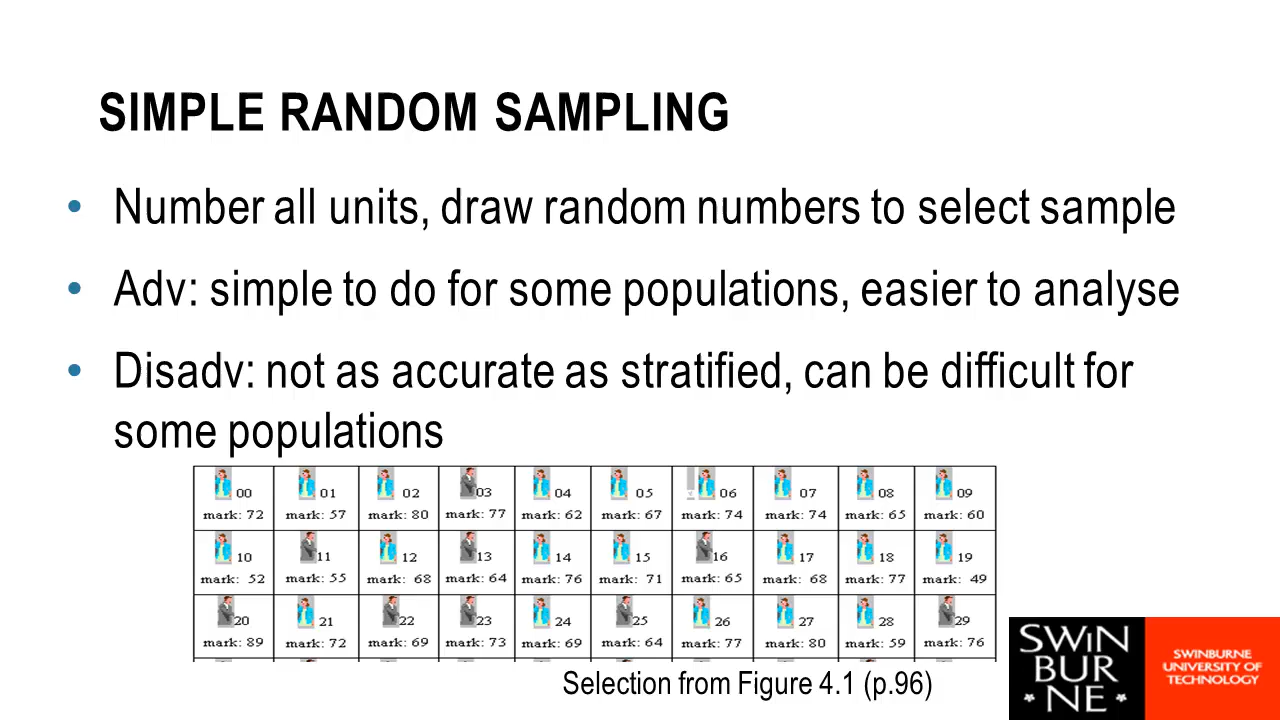 SIMPLE RANDOM SAMPLING
• Number all units, draw random numbers to select sample
• Adv: simple to do for some populations, easier to analyse
• Disadv: not as accurate as stratified, can be difficult for
some populations
00 01 02 03 04 05 06 07 08 09
mark: 72 mark: 57 mark: 80 mark: 77 mark: 62 mark: 67 mark: 74 mark: 74 mark: 65 mark: 60
10 11 12 13 14 15 16 17 18 19
mark: 52 mark: 55 mark: 68 mark: 64 mark: 76 mark: 71 mark: 65 mark: 68 mark: 77 mark: 49
20 21 22 23 24 25 26 27 28 29
mark: 89 mark: 72 mark: 69 mark: 73 mark: 69 mark: 64 mark: 77 mark: 80 mark: 59 mark: 76
Selection from Figure 4.1 (p.96)
SWiN
BUR
NE
SWINBURNE
UNIVERSITY OF
TECHNOLOGY